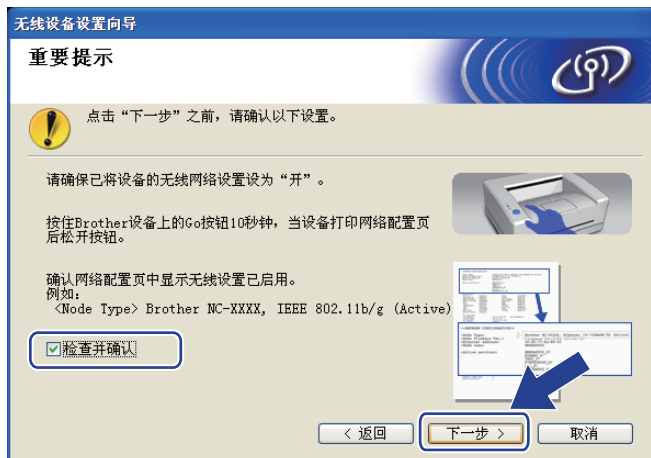 无线设备设置向导
重要提示
点击“下一步”之前，请确认以下设置。
请确保已将设备的无线网络设置设为“开”。
按住Brother设备上的Go按钮10秒钟，当设备打印网络配置页
后松开按钮。
确认网络配置页中显示无线设置已启用。
例如：
<Node Type> Brother NC-XXXX, IEEE 802.11b/g (Active)
检查并确认
< 返回
下一步 >
取消